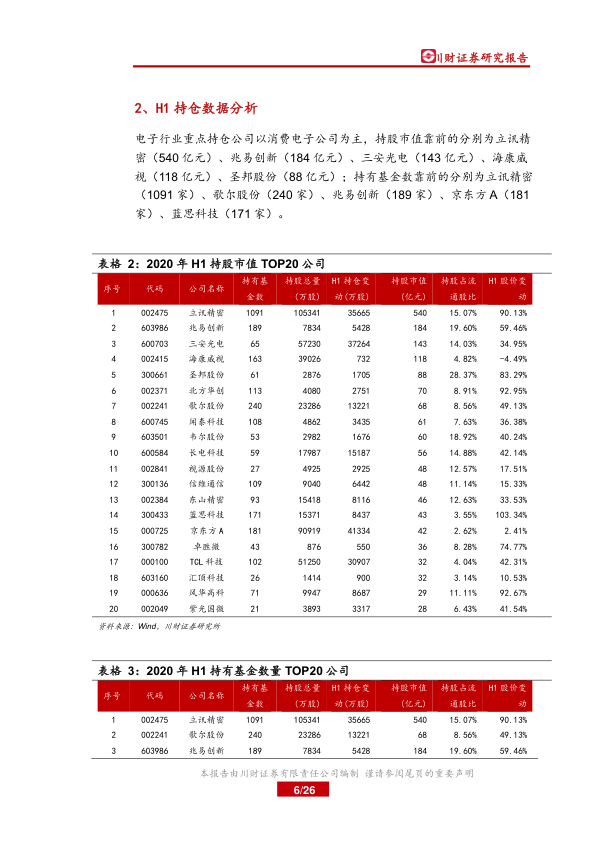 川财证券研究报告
2、H1 持仓数据分析
电子行业重点持仓公司以消费电子公司为主，持股市值靠前的分别为立讯精
密（540 亿元）、兆易创新（184 亿元）、三安光电（143 亿元）、海康威
视（118 亿元）、圣邦股份（88 亿元）；持有基金数靠前的分别为立讯精密
（1091 家）、歌尔股份（240 家）、兆易创新（189 家）、京东方 A（181
家）、蓝思科技（171 家）。
表格 2：2020 年 H1 持股市值 TOP20 公司
序号 代码 公司名称 持有基金数 持股总量(万股) H1 持仓变动(万股) 持股市值(亿元) 持股占流通股比 H1 股价变动
1 002475 立讯精密 1091 105341 35665 540 15.07% 90.13%
2 603986 兆易创新 189 7834 5428 184 19.60% 59.46%
3 600703 三安光电 65 57230 37264 143 14.03% 34.95%
4 002415 海康威视 163 39026 732 118 4.82% -4.49%
5 300661 圣邦股份 61 2876 1705 88 28.37% 83.29%
6 002371 北方华创 113 4080 2751 70 8.91% 92.95%
7 002241 歌尔股份 240 23286 13221 68 8.56% 49.13%
8 600745 闻泰科技 108 4862 3435 61 7.63% 36.38%
9 603501 韦尔股份 53 2982 1676 60 18.92% 40.24%
10 600584 长电科技 59 17987 15187 56 14.88% 42.14%
11 002841 视源股份 27 4925 2925 48 12.57% 17.51%
12 300136 信维通信 109 9040 6442 48 11.14% 15.33%
13 002384 东山精密 93 15418 8116 46 12.63% 33.53%
14 300433 蓝思科技 171 15371 8437 43 3.55% 103.34%
15 000725 京东方 A 181 90919 41334 42 2.62% 2.41%
16 300782 卓胜微 43 876 550 36 8.28% 74.77%
17 000100 TCL 科技 102 51250 30907 32 4.04% 42.31%
18 603160 汇顶科技 26 1414 900 32 3.14% 10.53%
19 000636 风华高科 71 9947 8687 29 11.11% 92.67%
20 002049 紫光国微 21 3893 3317 28 6.43% 41.54%
资料来源：Wind，川财证券研究所
表格 3：2020 年 H1 持有基金数量 TOP20 公司
序号 代码 公司名称 持有基金数 持股总量(万股) H1 持仓变动(万股) 持股市值(亿元) 持股占流通股比 H1 股价变动
1 002475 立讯精密 1091 105341 35665 540 15.07% 90.13%
2 002241 歌尔股份 240 23286 13221 68 8.56% 49.13%
3 603986 兆易创新 189 7834 5428 184 19.60% 59.46%
本报告由川财证券有限责任公司编制 谨请参阅尾页的重要声明
6/26